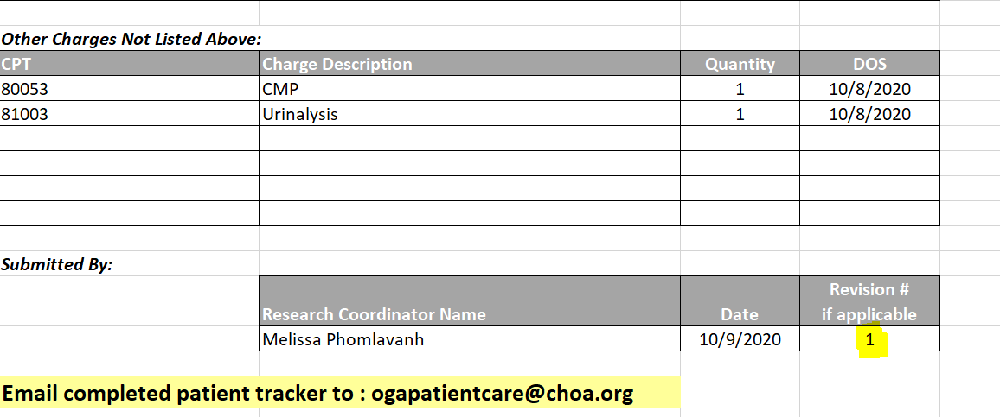 Other Charges Not Listed Above:
CPT Charge Description Quantity DOS
80053 CMP 1 10/8/2020
81003 Urinalysis 1 10/8/2020
Submitted By:
Revision #
Research Coordinator Name Date if applicable
Melissa Phomlavanh 10/9/2020 1
Email completed patient tracker to : ogapatientcare@choa.org